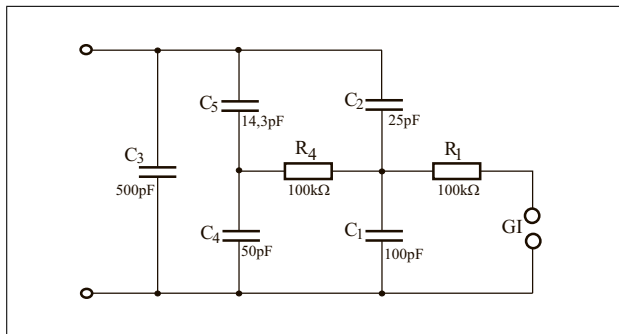 C5
14,3pF
C2
25pF
C3
500pF
R4
100kΩ
R1
100kΩ
C4
50pF
C1
100pF
GI